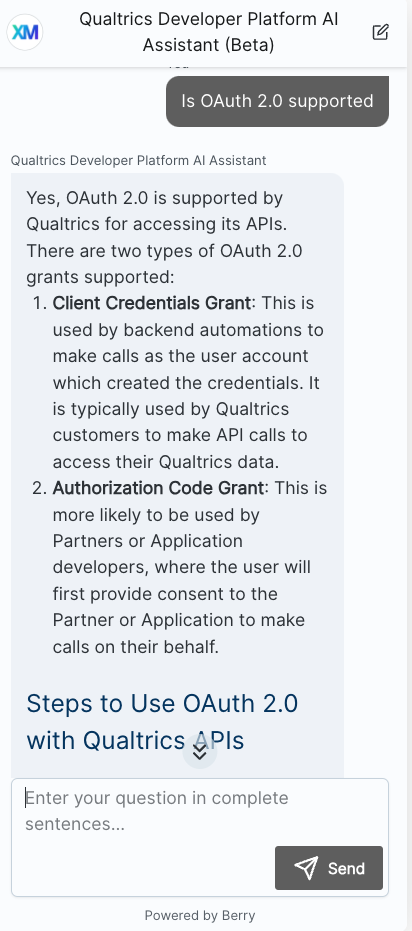 XM
Qualtrics Developer Platform AI
Assistant (Beta)
Is OAuth 2.0 supported
Qualtrics Developer Platform AI Assistant
Yes, OAuth 2.0 is supported by
Qualtrics for accessing its APIs.
There are two types of OAuth 2.0
grants supported:
1. Client Credentials Grant: This is
used by backend automations to
make calls as the user account
which created the credentials. It
is typically used by Qualtrics
customers to make API calls to
access their Qualtrics data.
2. Authorization Code Grant: This is
more likely to be used by
Partners or Application
developers, where the user will
first provide consent to the
Partner or Application to make
calls on their behalf.
Steps to Use OAuth 2.0
with Qualtrics APIs
Enter your question in complete
sentences...
Send
Powered by Berry